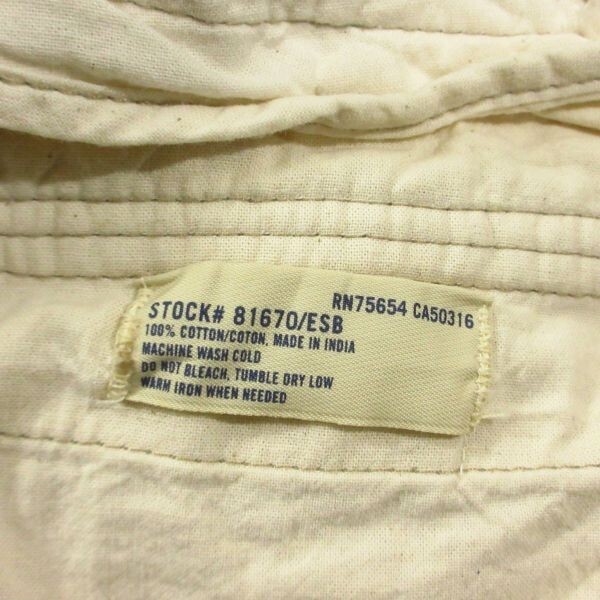 RN75654 CA50316
STOCK# 81670/ESB
100% COTTON/COTON, MADE IN INDIA
MACHINE WASH COLD
DO NOT BLEACH, TUMBLE DRY LOW
WARM IRON WHEN NEEDED